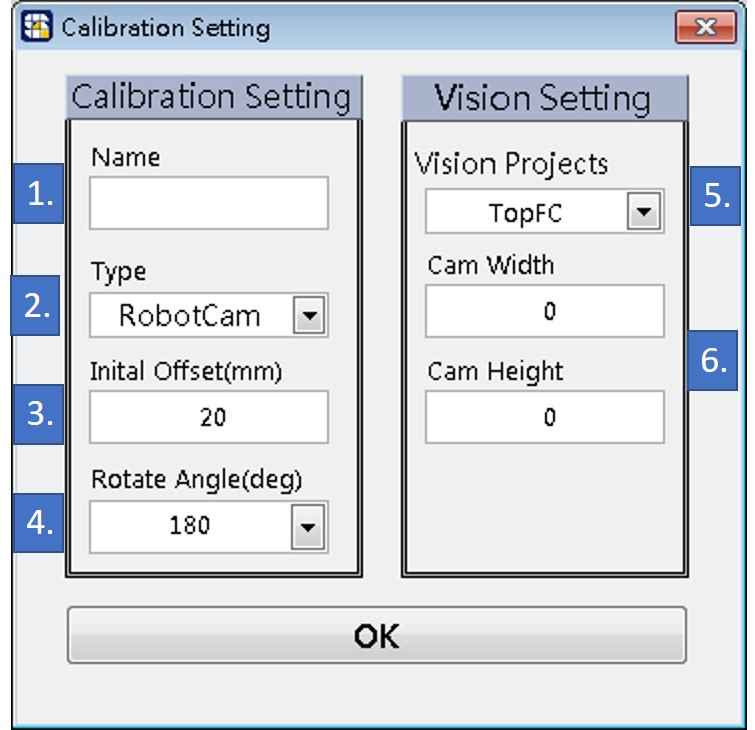 Calibration Setting
Calibration Setting
Name
1.
Type
2.
RobotCam
Inital Offset(mm)
3.
20
Rotate Angle(deg)
4.
180
Vision Setting
Vision Projects
5.
TopFC
Cam Width
0
6.
Cam Height
0
OK